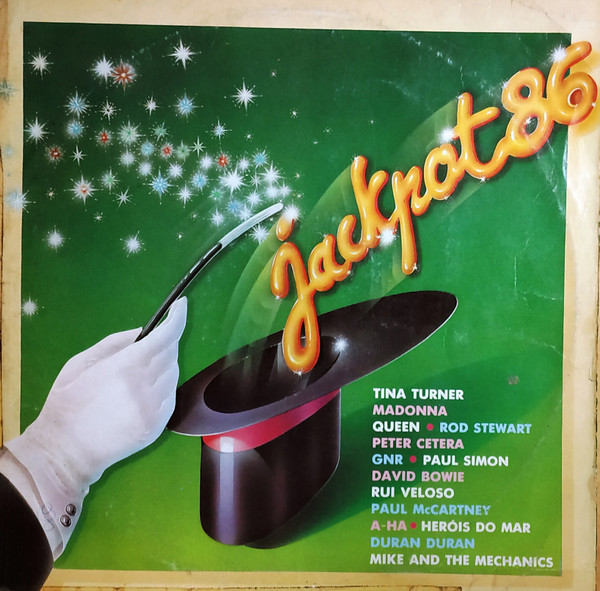 jackpot 86
TINA TURNER
MADONNA
QUEEN • ROD STEWART
PETER CETERA
GNR • PAUL SIMON
DAVID BOWIE
RUI VELOSO
PAUL McCARTNEY
A-HA • HERÓIS DO MAR
DURAN DURAN
MIKE AND THE MECHANICS